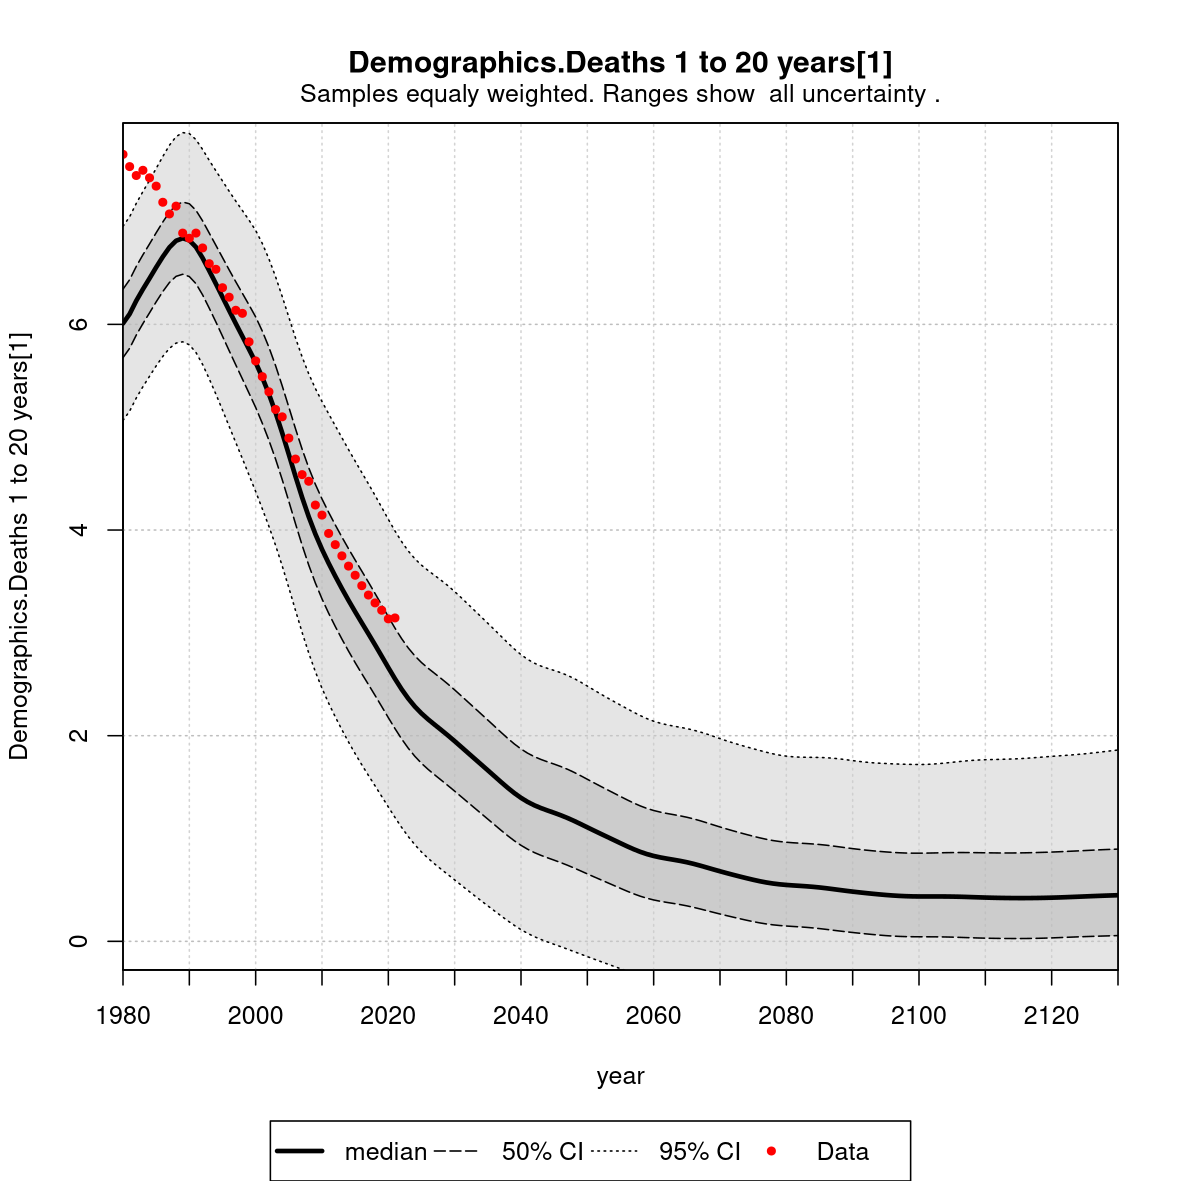 Demographics.Deaths 1 to 20 years[1]
Samples equaly weighted. Ranges show  all uncertainty .
Demographics.Deaths 1 to 20 years[1]
6
4
2
0
1980 2000 2020 2040 2060 2080 2100 2120
year
median 50% CI 95% CI Data